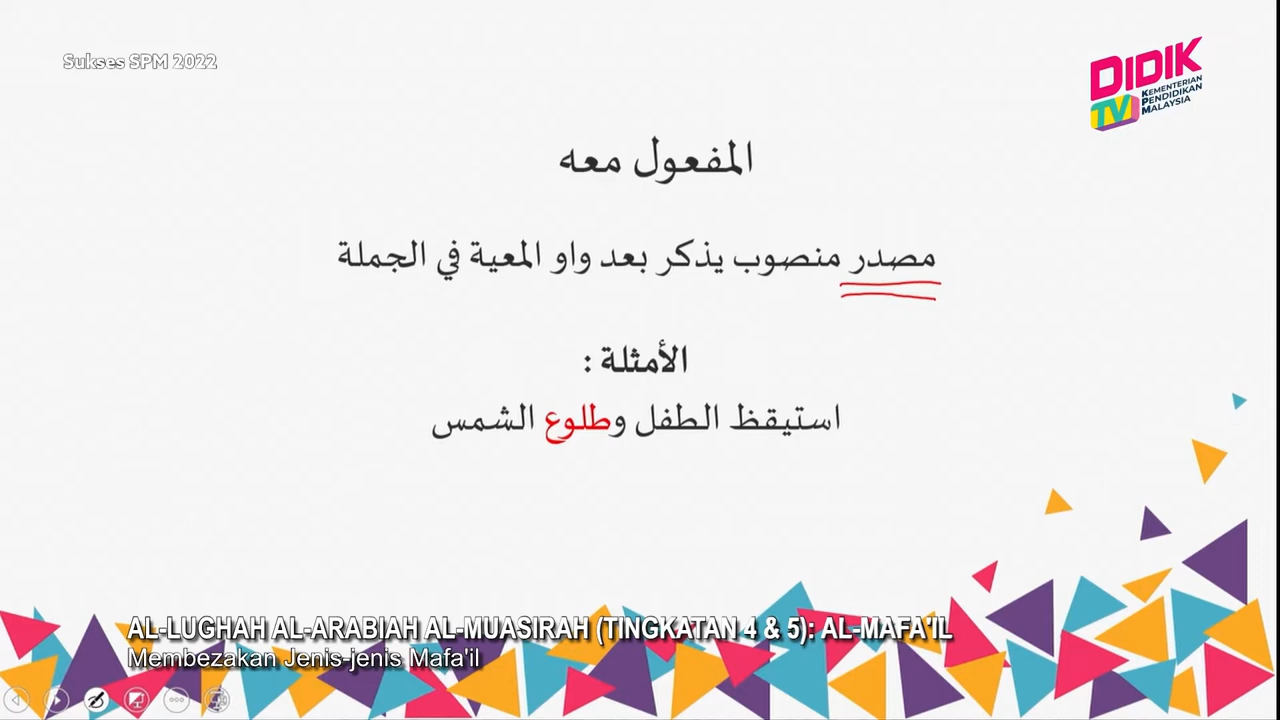 Sukses SPM 2022
DIDIK
TV
KEMENTERIAN
PENDIDIKAN
MALAYSIA
المفعول معه
مصدر منصوب يذكر بعد واو المعية في الجملة
الأمثلة :
استيقظ الطفل وطلوع الشمس
AL-LUGHAH AL-ARABIAH AL-MUASIRAH (TINGKATAN 4 & 5): AL-MAFA'IL
Membezakan Jenis-jenis Mafa'il